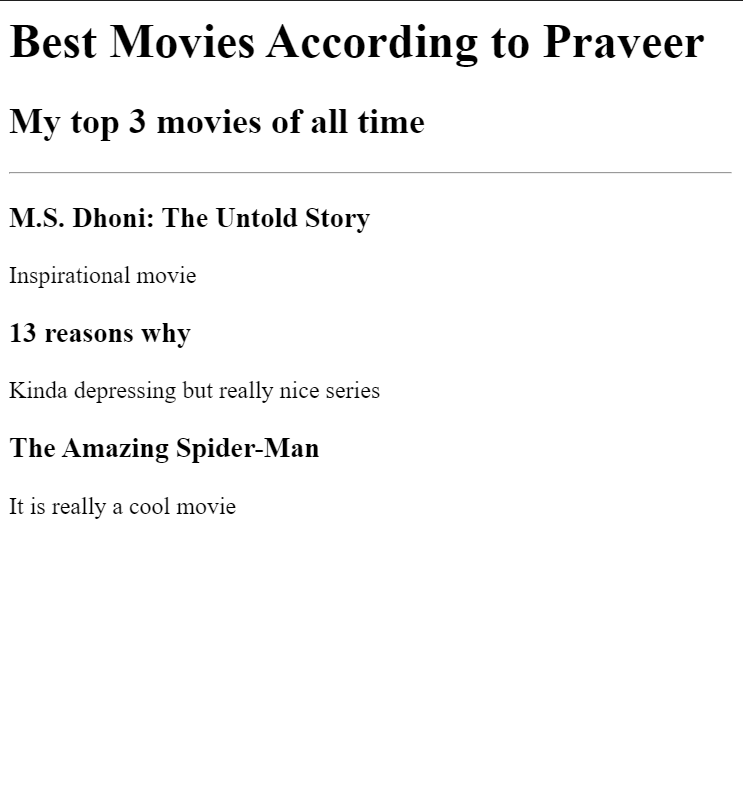 Best Movies According to Praveer
My top 3 movies of all time
M.S. Dhoni: The Untold Story
Inspirational movie
13 reasons why
Kinda depressing but really nice series
The Amazing Spider-Man
It is really a cool movie